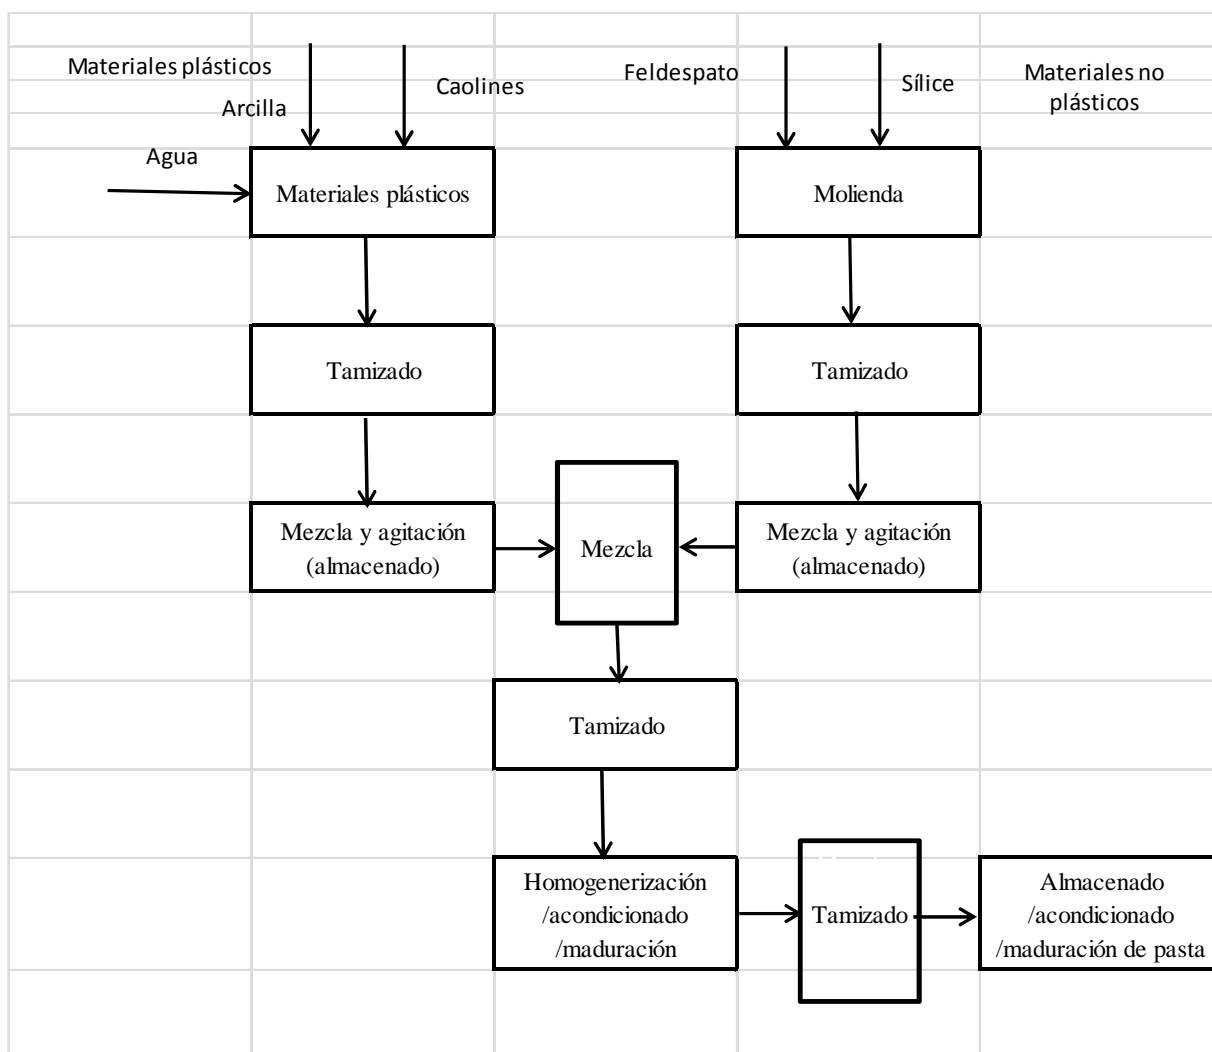 Materiales plásticos
Arcilla
Caolines
Feldespato
Sílice
Materiales no
plásticos
Agua
Materiales plásticos
Molienda
Tamizado
Tamizado
Mezcla y agitación
(almacenado)
Mezcla
Mezcla y agitación
(almacenado)
Tamizado
Homogenerización
/acondicionado
/maduración
Tamizado
Almacenado
/acondicionado
/maduración de pasta